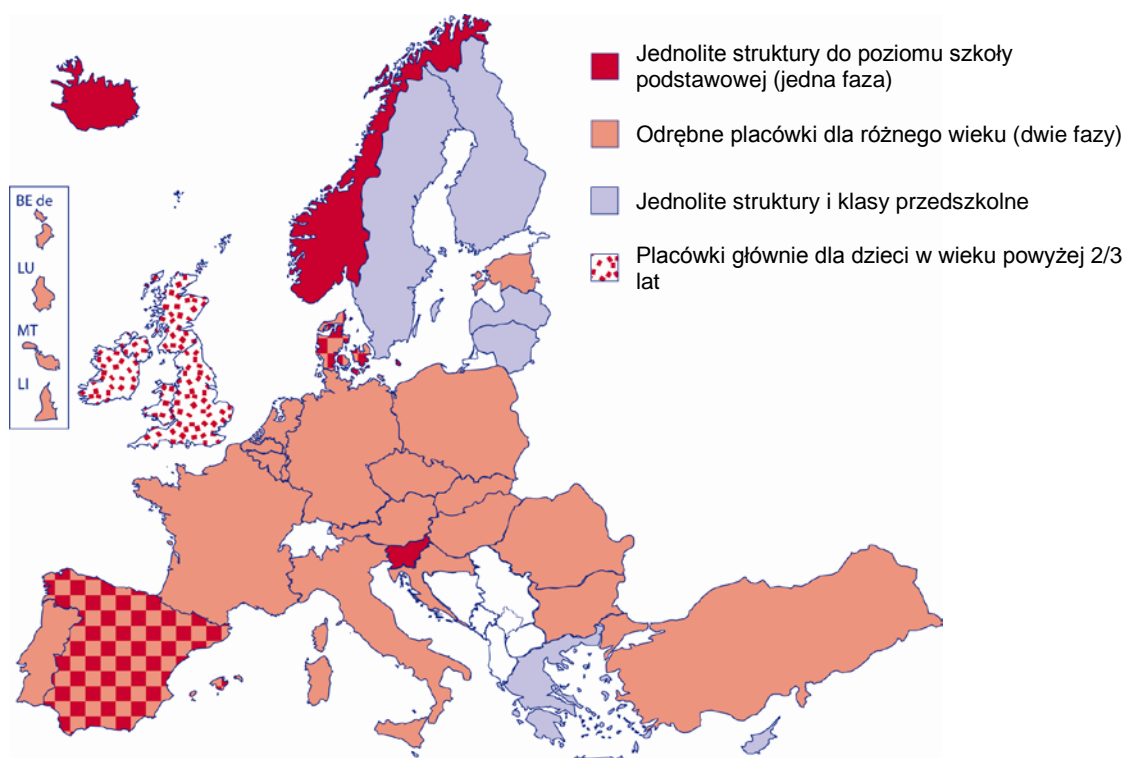 Jednolite struktury do poziomu szkoły
podstawowej (jedna faza)
Odrębne placówki dla różnego wieku (dwie fazy)
Jednolite struktury i klasy przedszkolne
Placówki głównie dla dzieci w wieku powyżej 2/3
lat
BE de
LU
MT
LI